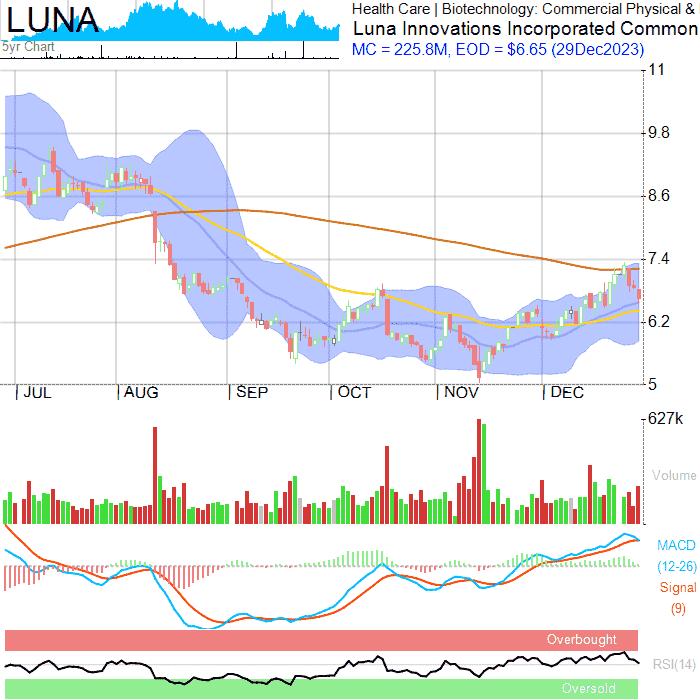 LUNA
5yr Chart
Health Care | Biotechnology: Commercial Physical &
Luna Innovations Incorporated Common
MC = 225.8M, EOD = $6.65 (29Dec2023)
11
9.8
8.6
7.4
6.2
5
JUL AUG SEP OCT NOV DEC
627k
Volume
MACD
(12-26)
Signal
(9)
Overbought
RSI(14)
Oversold